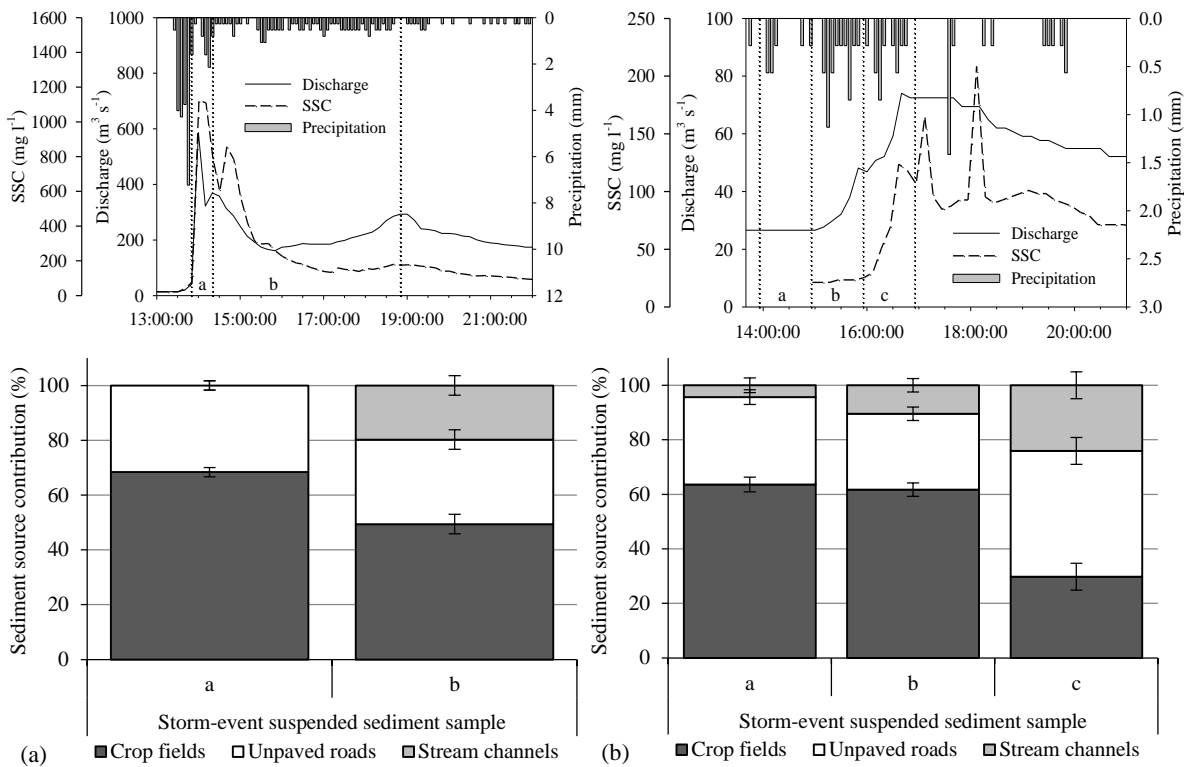 (a)
SSC (mg l-1)
1600
1400
1200
1000
800
600
400
200
0
Discharge (m3 s-1)
1000
800
600
400
200
0
Precipitation (mm)
0
2
4
6
8
10
12
Discharge
SSC
Precipitation
a
b
13:00:00 15:00:00 17:00:00 19:00:00 21:00:00
(b)
SSC (mg l-1)
250
200
150
100
50
0
Discharge (m3 s-1)
100
80
60
40
20
0
Precipitation (mm)
0.0
0.5
1.0
1.5
2.0
2.5
3.0
Discharge
SSC
Precipitation
a
b
c
14:00:00 16:00:00 18:00:00 20:00:00
Sediment source contribution (%)
100
80
60
40
20
0
a
b
Storm-event suspended sediment sample
(a)
Crop fields Unpaved roads Stream channels
Sediment source contribution (%)
100
80
60
40
20
0
a
b
c
Storm-event suspended sediment sample
(b)
Crop fields Unpaved roads Stream channels